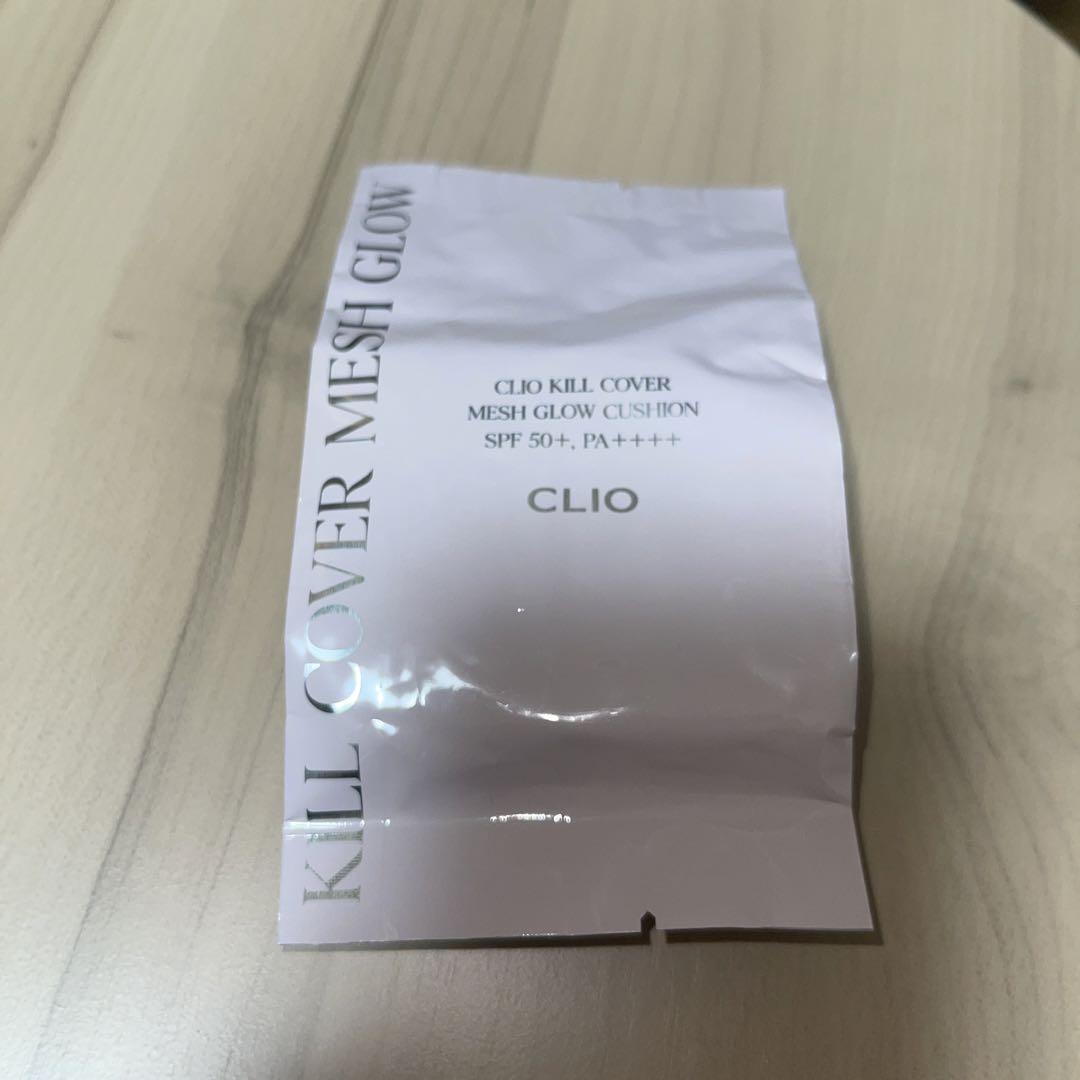 KILL COVER MESH GLOW
CLIO KILL COVER
MESH GLOW CUSHION
SPF 50+, PA++++
CLIO